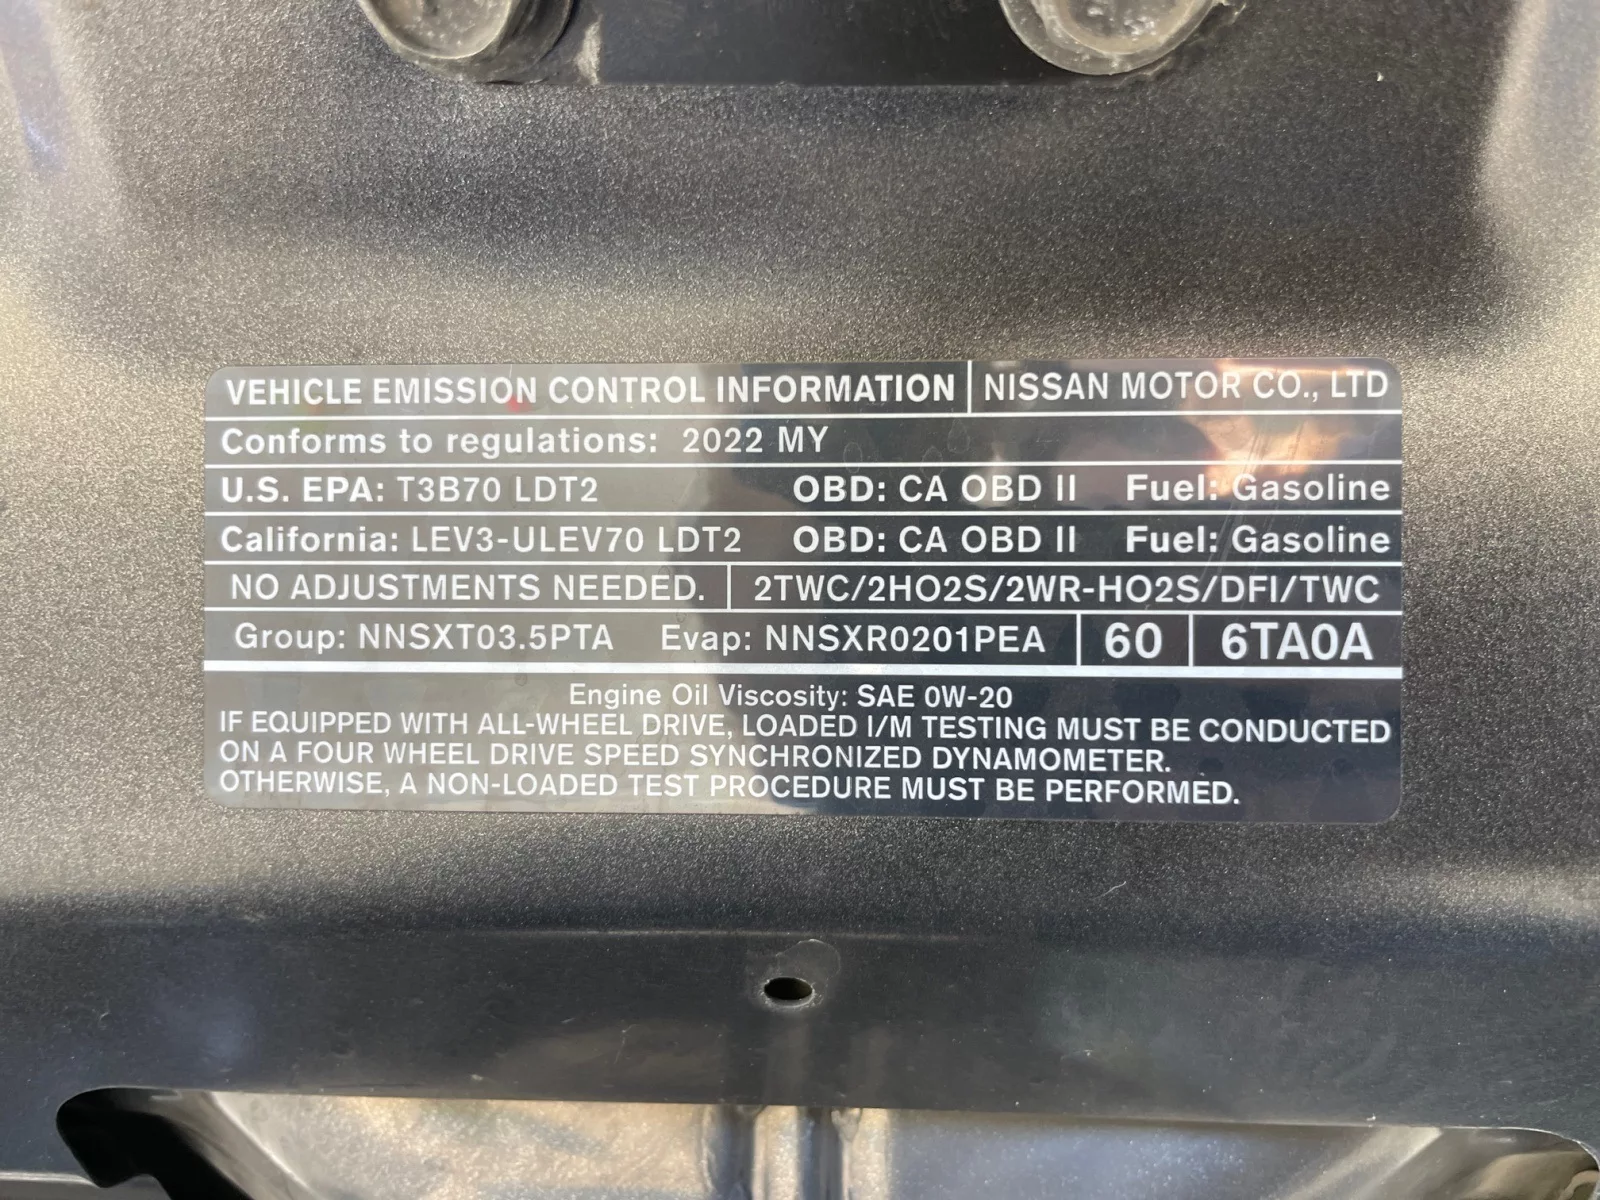 VEHICLE EMISSION CONTROL INFORMATION NISSAN MOTOR CO., LTD
Conforms to regulations: 2022 MY
U.S. EPA: T3B70 LDT2 OBD: CA OBD II Fuel: Gasoline
California: LEV3-ULEV70 LDT2 OBD: CA OBD II Fuel: Gasoline
NO ADJUSTMENTS NEEDED. 2TWC/2HO2S/2WR-HO2S/DFI/TWC
Group: NNSXT03.5PTA Evap: NNSXR0201PEA 60 6TA0A
Engine Oil Viscosity: SAE 0W-20
IF EQUIPPED WITH ALL-WHEEL DRIVE, LOADED I/M TESTING MUST BE CONDUCTED
ON A FOUR WHEEL DRIVE SPEED SYNCHRONIZED DYNAMOMETER.
OTHERWISE, A NON-LOADED TEST PROCEDURE MUST BE PERFORMED.